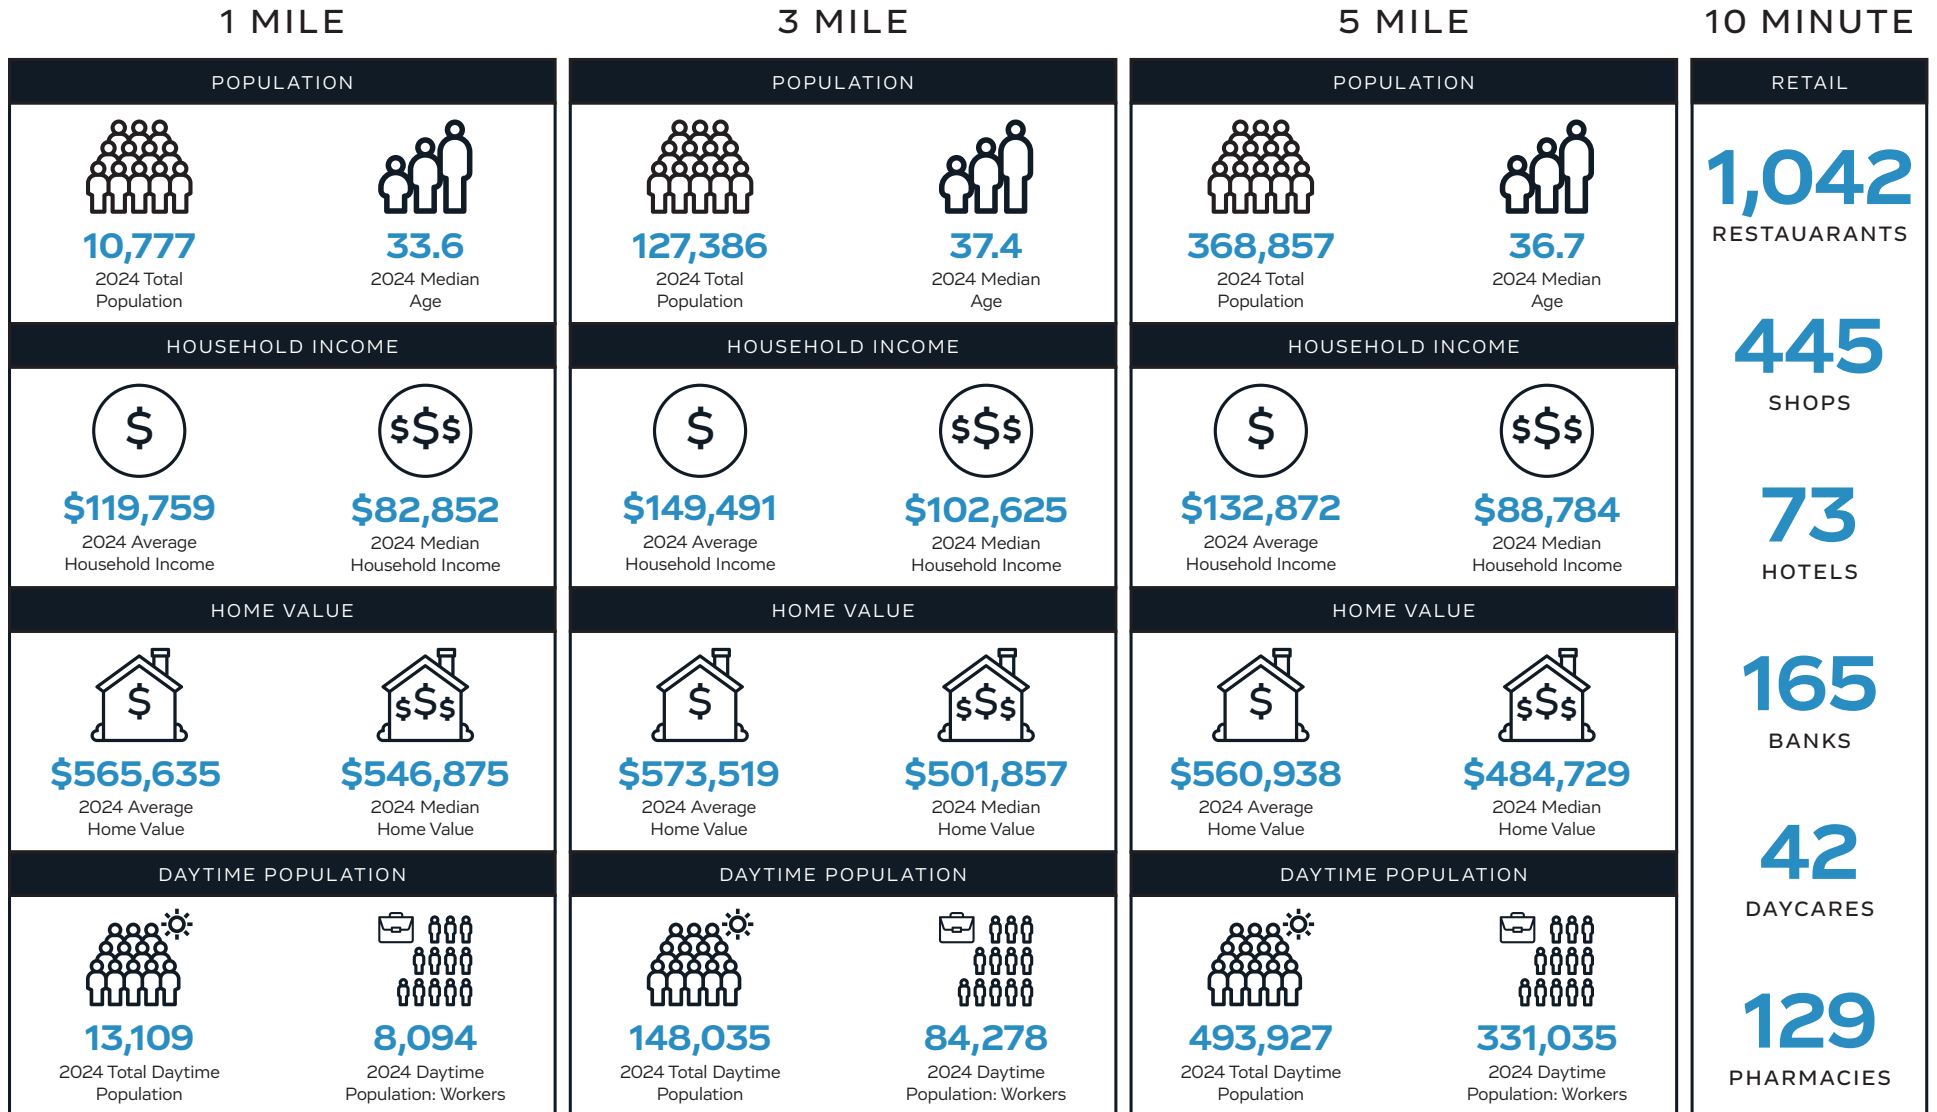 1 MILE
POPULATION
10,777
2024 Total
Population
33.6
2024 Median
Age
HOUSEHOLD INCOME
$
$119,759
2024 Average
Household Income
$$$
$82,852
2024 Median
Household Income
HOME VALUE
$
$565,635
2024 Average
Home Value
$$$
$546,875
2024 Median
Home Value
DAYTIME POPULATION
13,109
2024 Total Daytime
Population
8,094
2024 Daytime
Population: Workers
3 MILE
POPULATION
127,386
2024 Total
Population
37.4
2024 Median
Age
HOUSEHOLD INCOME
$
$149,491
2024 Average
Household Income
$$$
$102,625
2024 Median
Household Income
HOME VALUE
$
$573,519
2024 Average
Home Value
$$$
$501,857
2024 Median
Home Value
DAYTIME POPULATION
148,035
2024 Total Daytime
Population
84,278
2024 Daytime
Population: Workers
5 MILE
POPULATION
368,857
2024 Total
Population
36.7
2024 Median
Age
HOUSEHOLD INCOME
$
$132,872
2024 Average
Household Income
$$$
$88,784
2024 Median
Household Income
HOME VALUE
$
$560,938
2024 Average
Home Value
$$$
$484,729
2024 Median
Home Value
DAYTIME POPULATION
493,927
2024 Total Daytime
Population
331,035
2024 Daytime
Population: Workers
10 MINUTE
RETAIL
1,042
RESTAUARANTS
445
SHOPS
73
HOTELS
165
BANKS
42
DAYCARES
129
PHARMACIES